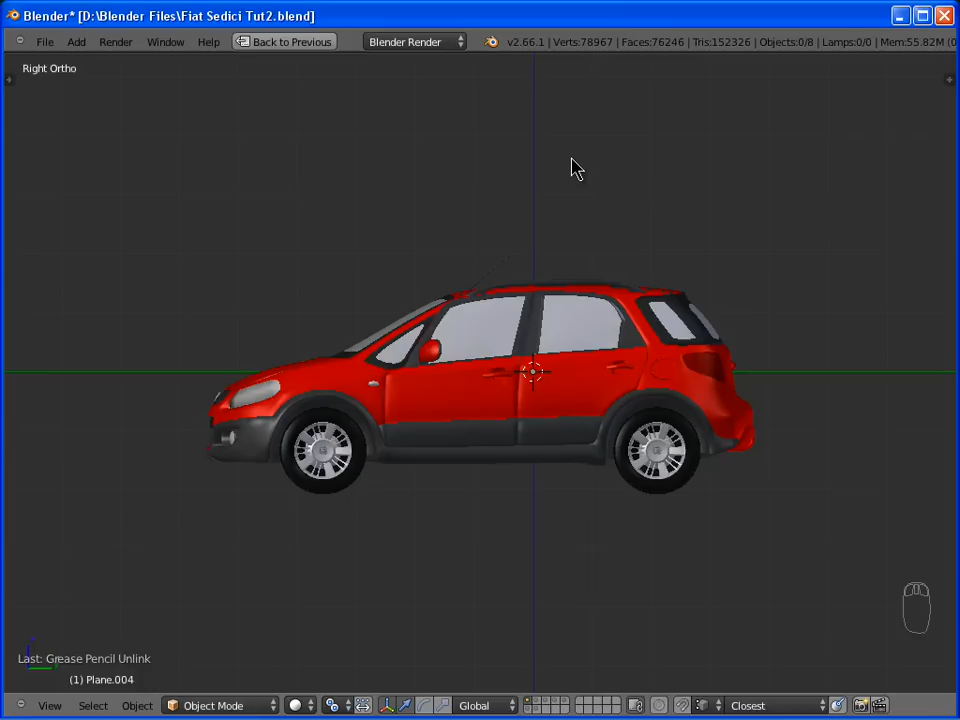 Blender* [D:\Blender Files\Fiat Sedici Tut2.blend]
File Add Render Window Help Back to Previous Blender Render v2.66.1 | Verts:78967 | Faces:76246 | Tris:152326 | Objects:0/8 | Lamps:0/0 | Mem:55.82M (0
Right Ortho
Last: Grease Pencil Unlink
(1) Plane.004
View Select Object Object Mode Global Closest